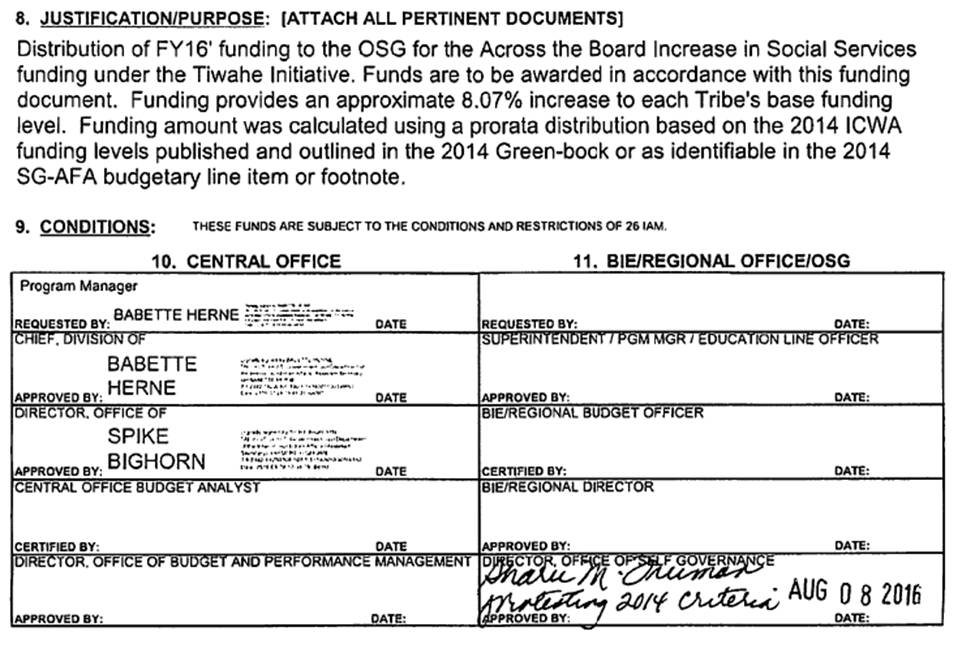 8. JUSTIFICATION/PURPOSE: [ATTACH ALL PERTINENT DOCUMENTS]
Distribution of FY16' funding to the OSG for the Across the Board Increase in Social Services
funding under the Tiwahe Initiative. Funds are to be awarded in accordance with this funding
document. Funding provides an approximate 8.07% increase to each Tribe's base funding
level. Funding amount was calculated using a prorata distribution based on the 2014 ICWA
funding levels published and outlined in the 2014 Green-bock or as identifiable in the 2014
SG-AFA budgetary line item or footnote.
9. CONDITIONS: THESE FUNDS ARE SUBJECT TO THE CONDITIONS AND RESTRICTIONS OF 26 IAM.
10. CENTRAL OFFICE
11. BIE/REGIONAL OFFICE/OSG
Program Manager
REQUESTED BY: BABETTE HERNE DATE
REQUESTED BY: DATE:
CHIEF, DIVISION OF
BABETTE
HERNE
APPROVED BY: DATE
SUPERINTENDENT / PGM MGR / EDUCATION LINE OFFICER
APPROVED BY: DATE:
DIRECTOR, OFFICE OF
SPIKE
BIGHORN
APPROVED BY: DATE
BIE/REGIONAL BUDGET OFFICER
CERTIFIED BY: DATE:
CENTRAL OFFICE BUDGET ANALYST
CERTIFIED BY: DATE
BIE/REGIONAL DIRECTOR
APPROVED BY: DATE:
DIRECTOR, OFFICE OF BUDGET AND PERFORMANCE MANAGEMENT
APPROVED BY: DATE:
DIRECTOR, OFFICE OF SELF GOVERNANCE
M.
Protesting 2014 criteria AUG 08 2016
APPROVED BY: DATE: